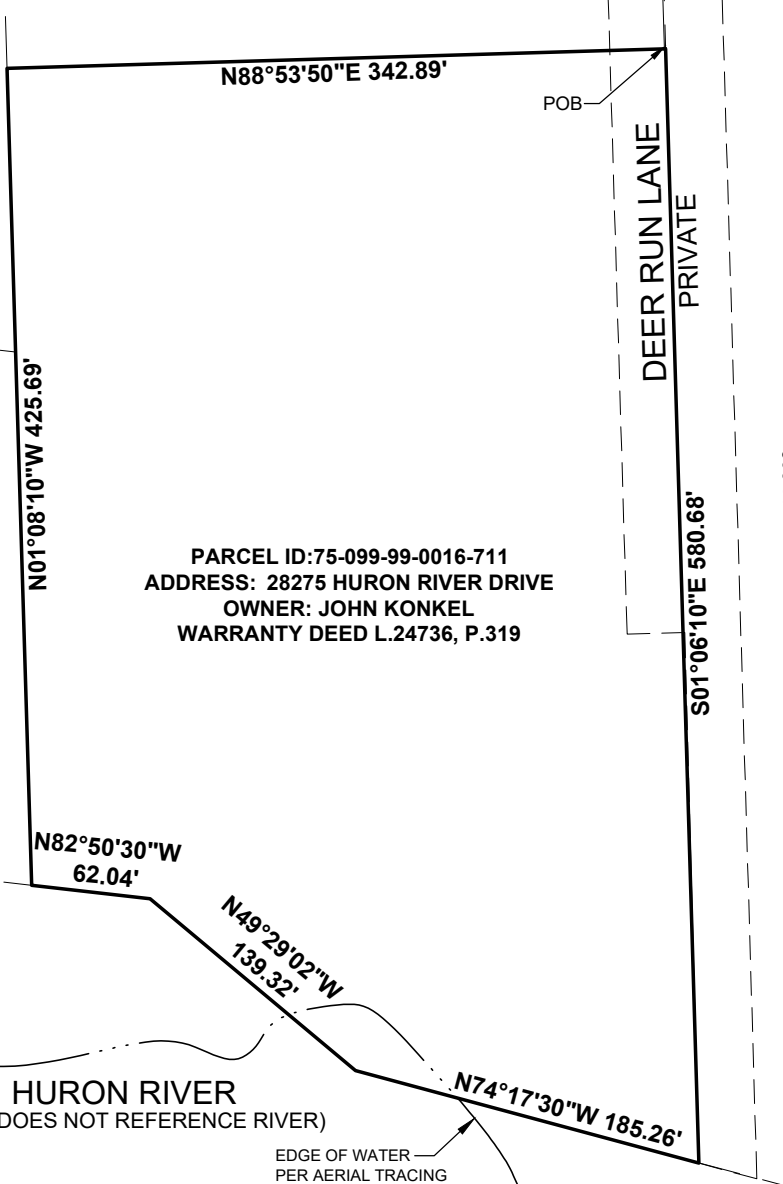 N88°53'50"E 342.89'
POB
DEER RUN LANE
PRIVATE
N01°08'10"W 425.69'
S01°06'10"E 580.68'
PARCEL ID:75-099-99-0016-711
ADDRESS: 28275 HURON RIVER DRIVE
OWNER: JOHN KONKEL
WARRANTY DEED L.24736, P.319
N82°50'30"W
62.04'
N49°29'02"W
139.32'
N74°17'30"W 185.26'
HURON RIVER
DOES NOT REFERENCE RIVER)
EDGE OF WATER
PER AERIAL TRACING